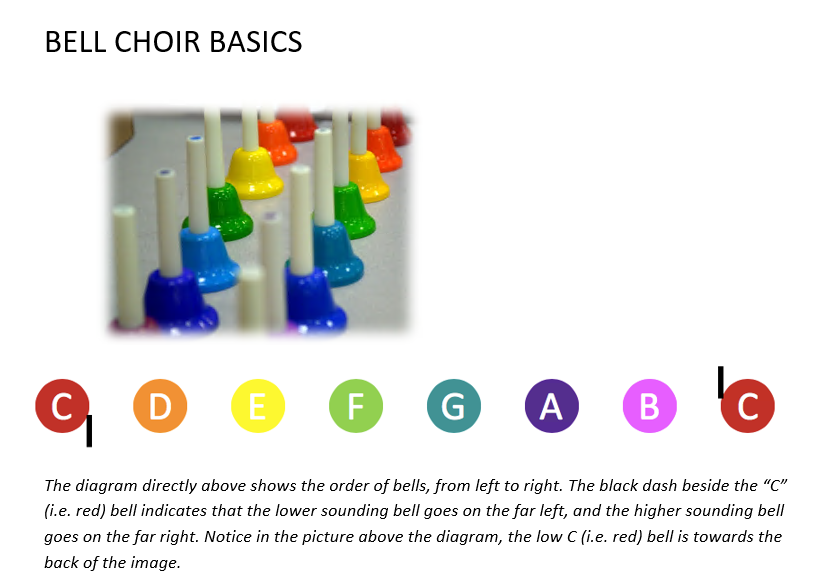 BELL CHOIR BASICS
C D E F G A B C
The diagram directly above shows the order of bells, from left to right. The black dash beside the “C”
(i.e. red) bell indicates that the lower sounding bell goes on the far left, and the higher sounding bell
goes on the far right. Notice in the picture above the diagram, the low C (i.e. red) bell is towards the
back of the image.